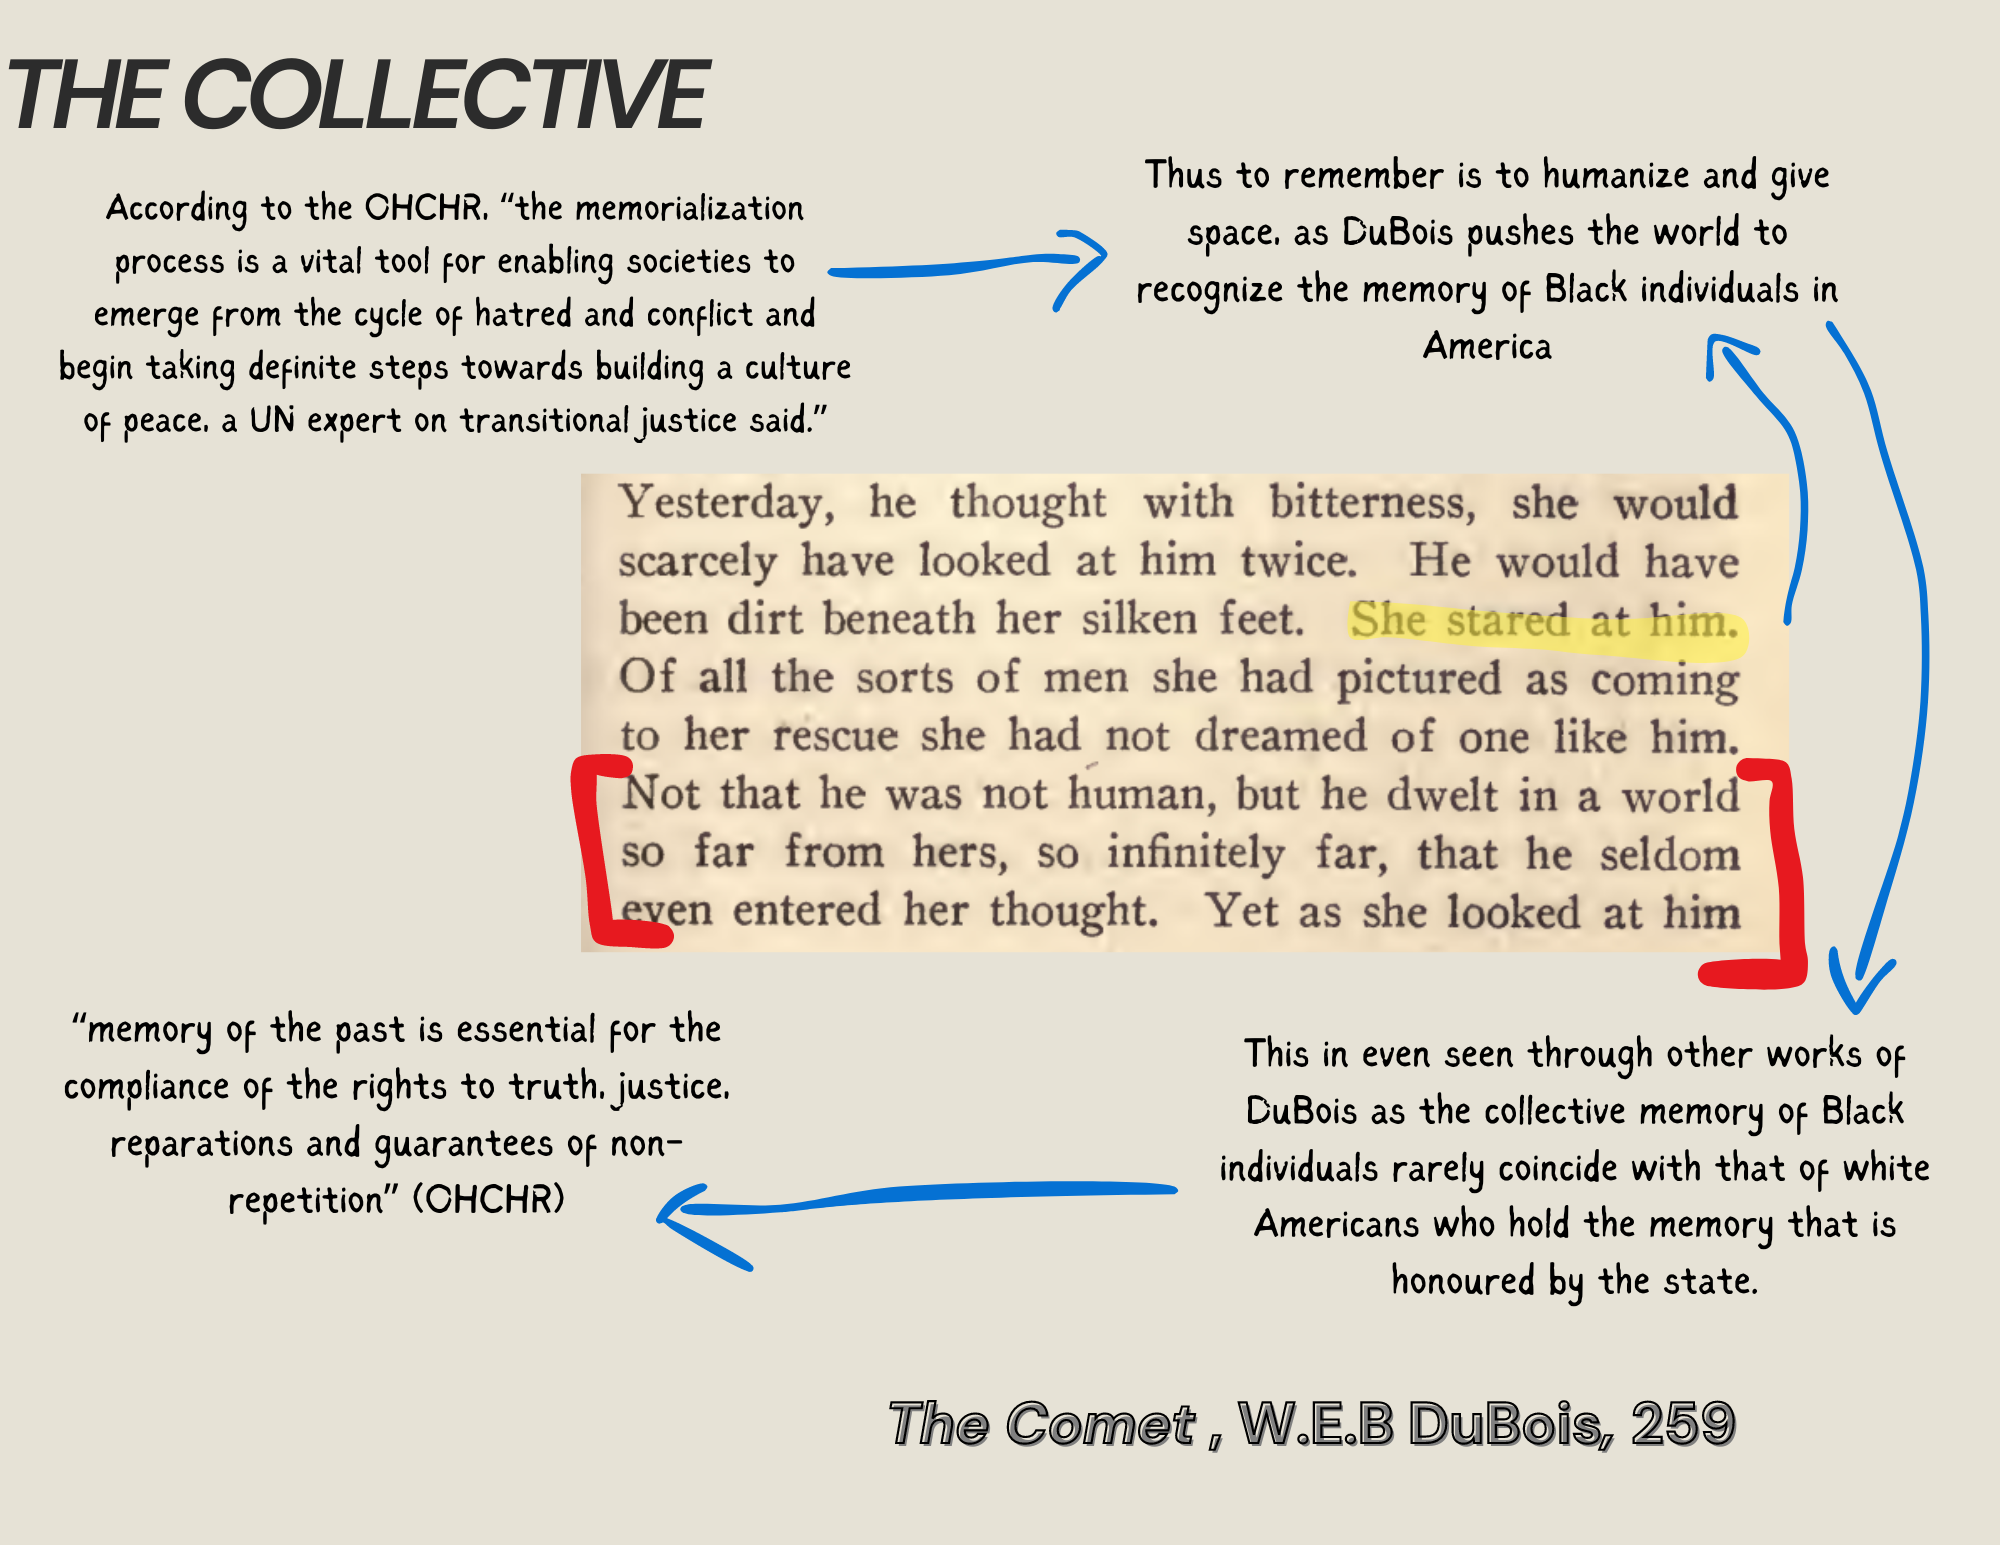 THE COLLECTIVE
According to the OHCHR, “the memorialization
process is a vital tool for enabling societies to
emerge from the cycle of hatred and conflict and
begin taking definite steps towards building a culture
of peace, a UN expert on transitional justice said.”
Thus to remember is to humanize and give
space, as DuBois pushes the world to
recognize the memory of Black individuals in
America
Yesterday, he thought with bitterness, she would
scarcely have looked at him twice. He would have
been dirt beneath her silken feet. She stared at him.
Of all the sorts of men she had pictured as coming
to her rescue she had not dreamed of one like him.
Not that he was not human, but he dwelt in a world
so far from hers, so infinitely far, that he seldom
even entered her thought. Yet as she looked at him
“memory of the past is essential for the
compliance of the rights to truth, justice,
reparations and guarantees of non-
repetition” (OHCHR)
This in even seen through other works of
DuBois as the collective memory of Black
individuals rarely coincide with that of white
Americans who hold the memory that is
honoured by the state.
The Comet , W.E.B DuBois, 259